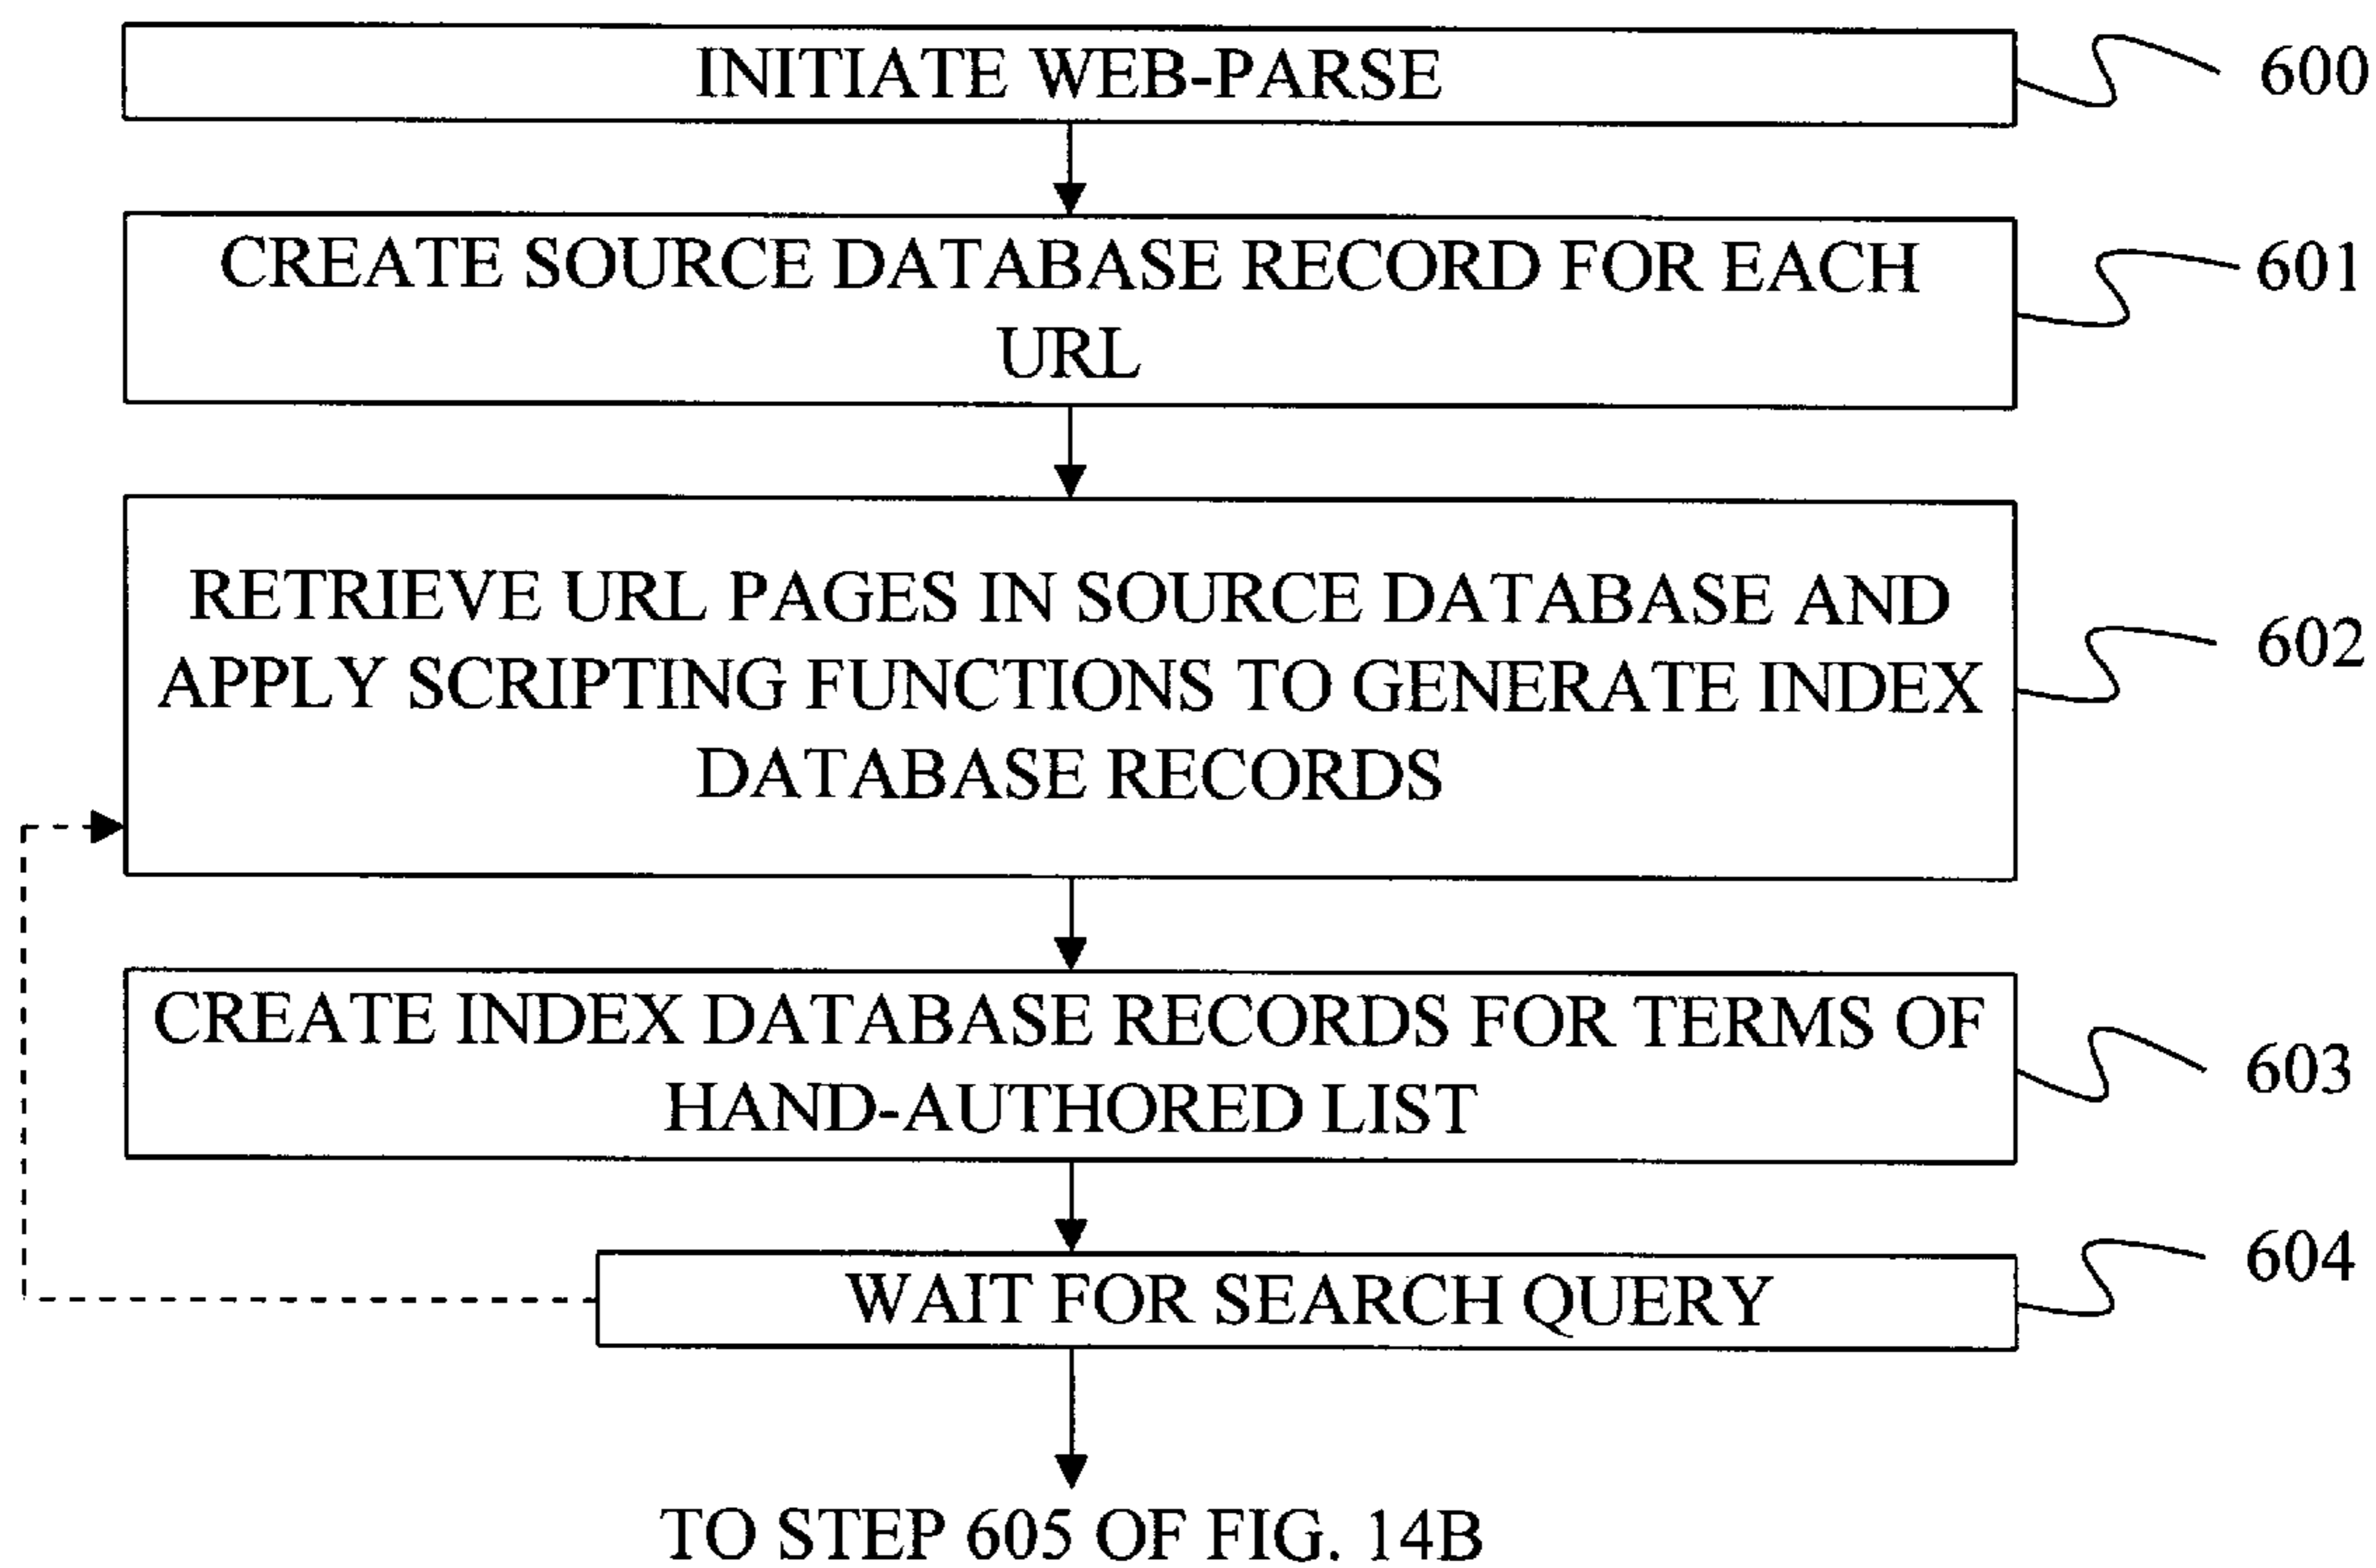 INITIATE WEB-PARSE
600
CREATE SOURCE DATABASE RECORD FOR EACH
URL
601
RETRIEVE URL PAGES IN SOURCE DATABASE AND
APPLY SCRIPTING FUNCTIONS TO GENERATE INDEX
DATABASE RECORDS
602
CREATE INDEX DATABASE RECORDS FOR TERMS OF
HAND-AUTHORED LIST
603
WAIT FOR SEARCH QUERY
604
TO STEP 605 OF FIG. 14B